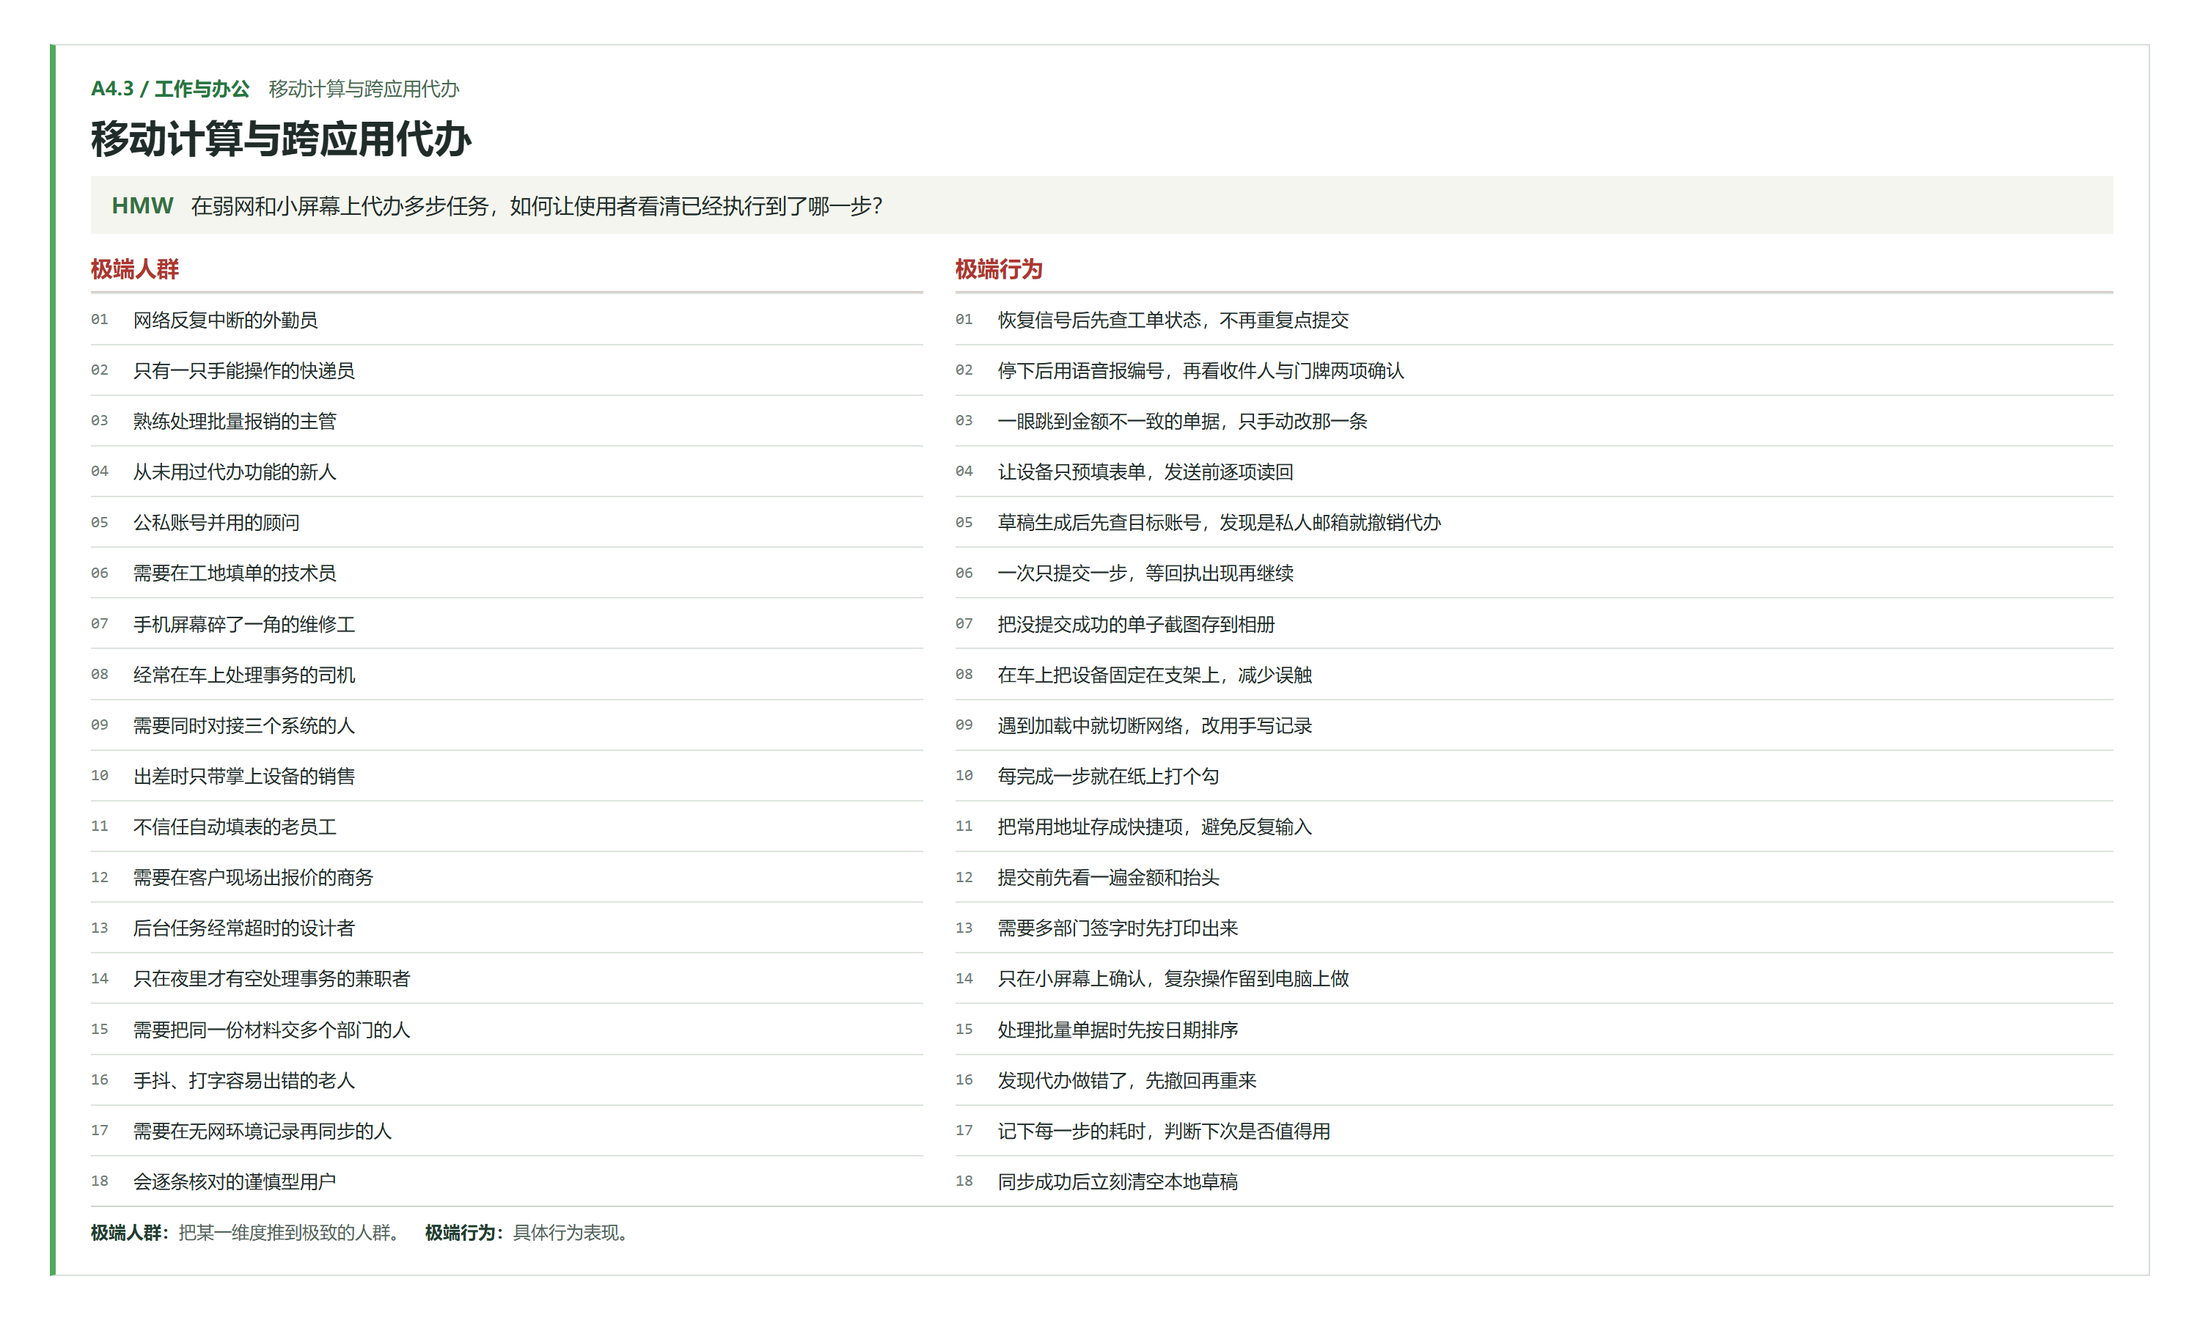 A4.3 / 工作与办公 移动计算与跨应用代办
移动计算与跨应用代办
HMW 在弱网和小屏幕上代办多步任务，如何让使用者看清已经执行到了哪一步？
极端人群
01 网络反复中断的外勤员
02 只有一只手能操作的快递员
03 熟练处理批量报销的主管
04 从未用过代办功能的新人
05 公私账号并用的顾问
06 需要在工地填单的技术员
07 手机屏幕碎了一角的维修工
08 经常在车上处理事务的司机
09 需要同时对接三个系统的人
10 出差时只带掌上设备的销售
11 不信任自动填表的老员工
12 需要在客户现场出报价的商务
13 后台任务经常超时的设计者
14 只在夜里才有空处理事务的兼职者
15 需要把同一份材料交多个部门的人
16 手抖、打字容易出错的老人
17 需要在无网环境记录再同步的人
18 会逐条核对的谨慎型用户
极端行为
01 恢复信号后先查工单状态，不再重复点提交
02 停下后用语音报编号，再看收件人与门牌两项确认
03 一眼跳到金额不一致的单据，只手动改那一条
04 让设备只预填表单，发送前逐项读回
05 草稿生成后先查目标账号，发现是私人邮箱就撤销代办
06 一次只提交一步，等回执出现再继续
07 把没提交成功的单子截图存到相册
08 在车上把设备固定在支架上，减少误触
09 遇到加载中就切断网络，改用手写记录
10 每完成一步就在纸上打个勾
11 把常用地址存成快捷项，避免反复输入
12 提交前先看一遍金额和抬头
13 需要多部门签字时先打印出来
14 只在小屏幕上确认，复杂操作留到电脑上做
15 处理批量单据时先按日期排序
16 发现代办做错了，先撤回再重来
17 记下每一步的耗时，判断下次是否值得用
18 同步成功后立刻清空本地草稿
极端人群：把某一维度推到极致的人群。 极端行为：具体行为表现。